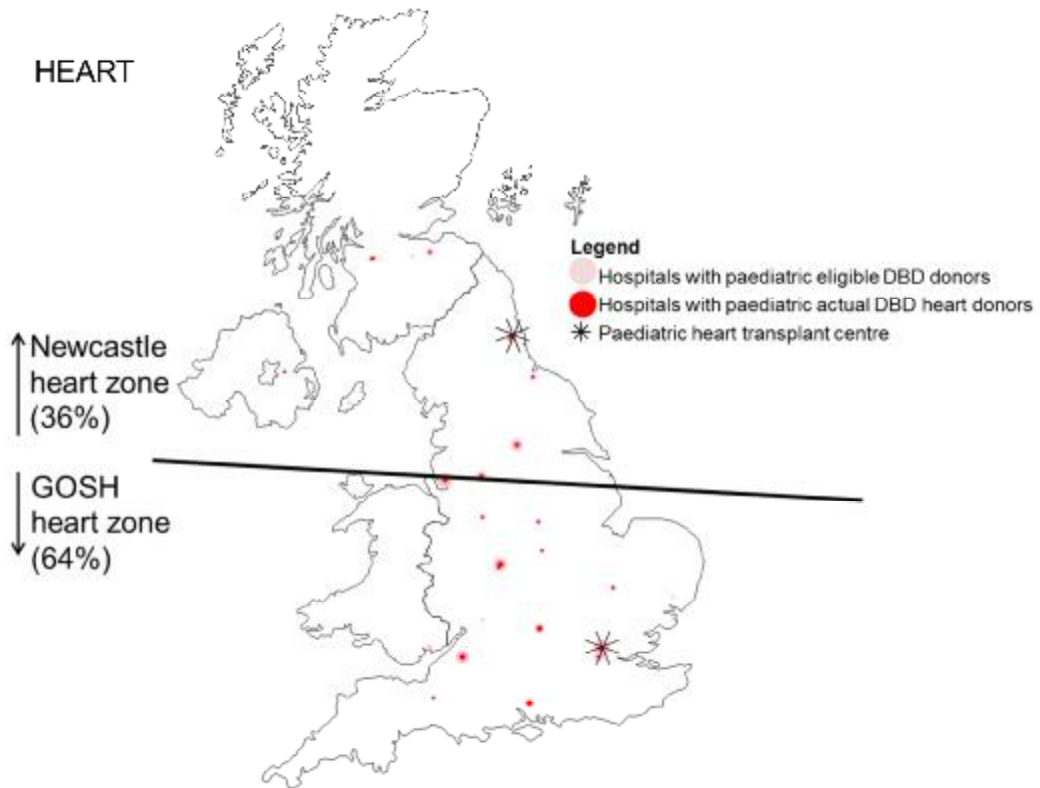 HEART
Legend
Hospitals with paediatric eligible DBD donors
Hospitals with paediatric actual DBD heart donors
Paediatric heart transplant centre
Newcastle
heart zone
(36%)
GOSH
heart zone
(64%)